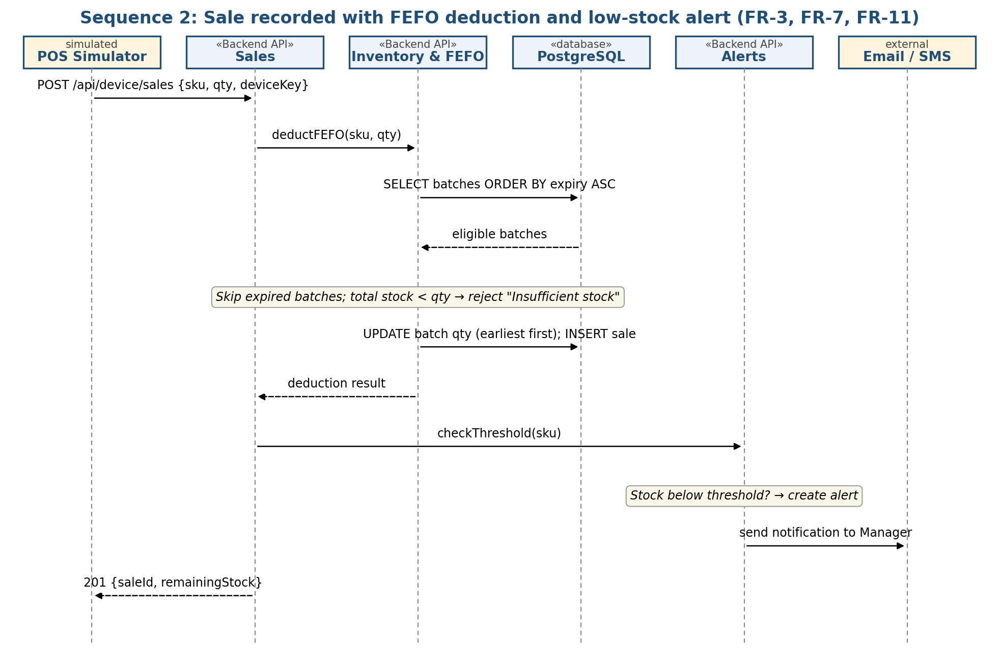 Sequence 2: Sale recorded with FEFO deduction and low-stock alert (FR-3, FR-7, FR-11)
simulated
POS Simulator
«Backend API»
Sales
«Backend API»
Inventory & FEFO
«database»
PostgreSQL
«Backend API»
Alerts
external
Email / SMS
POST /api/device/sales {sku, qty, deviceKey}
deductFEFO(sku, qty)
SELECT batches ORDER BY expiry ASC
eligible batches
Skip expired batches; total stock < qty → reject "Insufficient stock"
UPDATE batch qty (earliest first); INSERT sale
deduction result
checkThreshold(sku)
Stock below threshold? → create alert
send notification to Manager
201 {saleId, remainingStock}